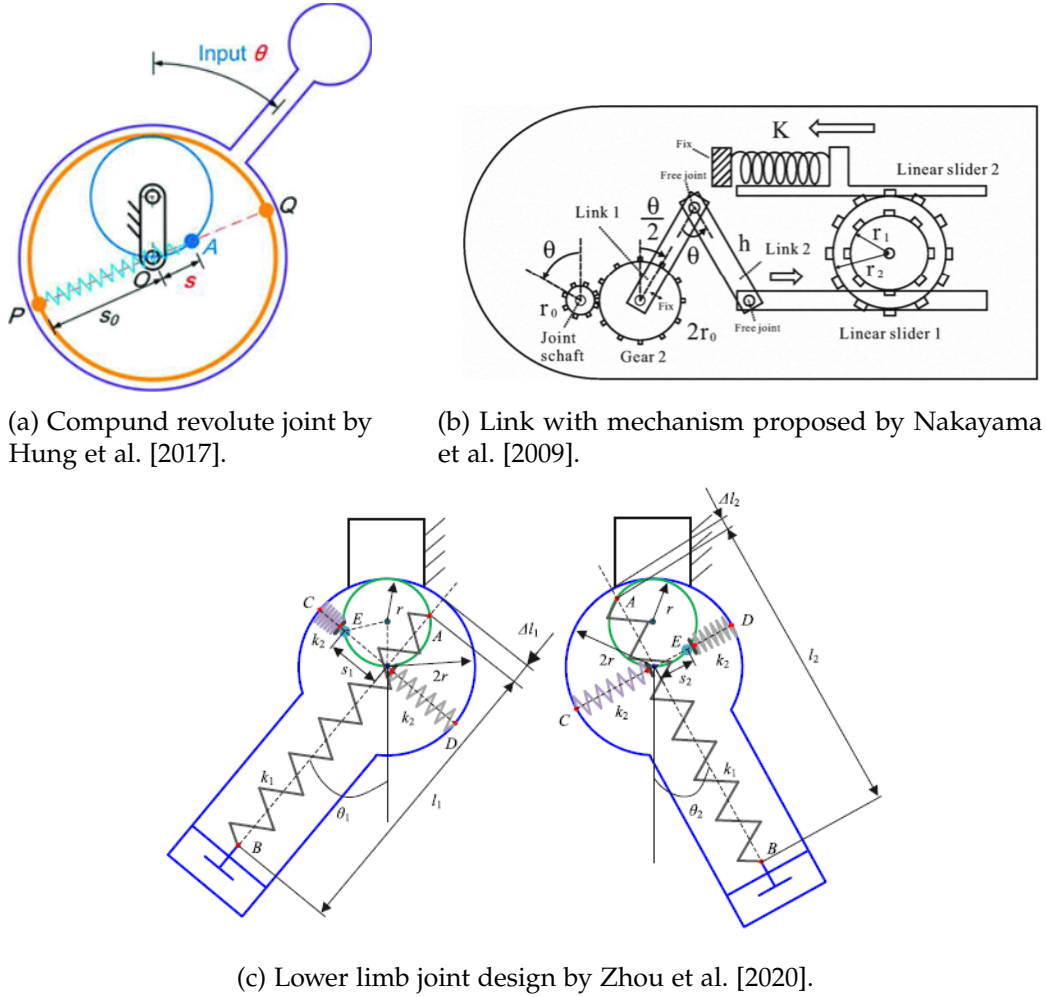 Input θ
Q
A
O
s
P
s₀
(a) Compund revolute joint by
Hung et al. [2017].
K
Fix
Free joint
Linear slider 2
Link 1
θ/2
θ
h
Link 2
θ
r₁
r₂
r₀
Fix
Joint
schaft
Gear 2
2r₀
Free joint
Linear slider 1
(b) Link with mechanism proposed by Nakayama
et al. [2009].
C
E
r
A
k₂
s₁
2r
Δl₁
k₂
D
k₁
θ₁
l₁
B
Δl₂
A
r
E
D
k₂
2r
s₂
l₂
C
k₂
k₁
θ₂
B
(c) Lower limb joint design by Zhou et al. [2020].